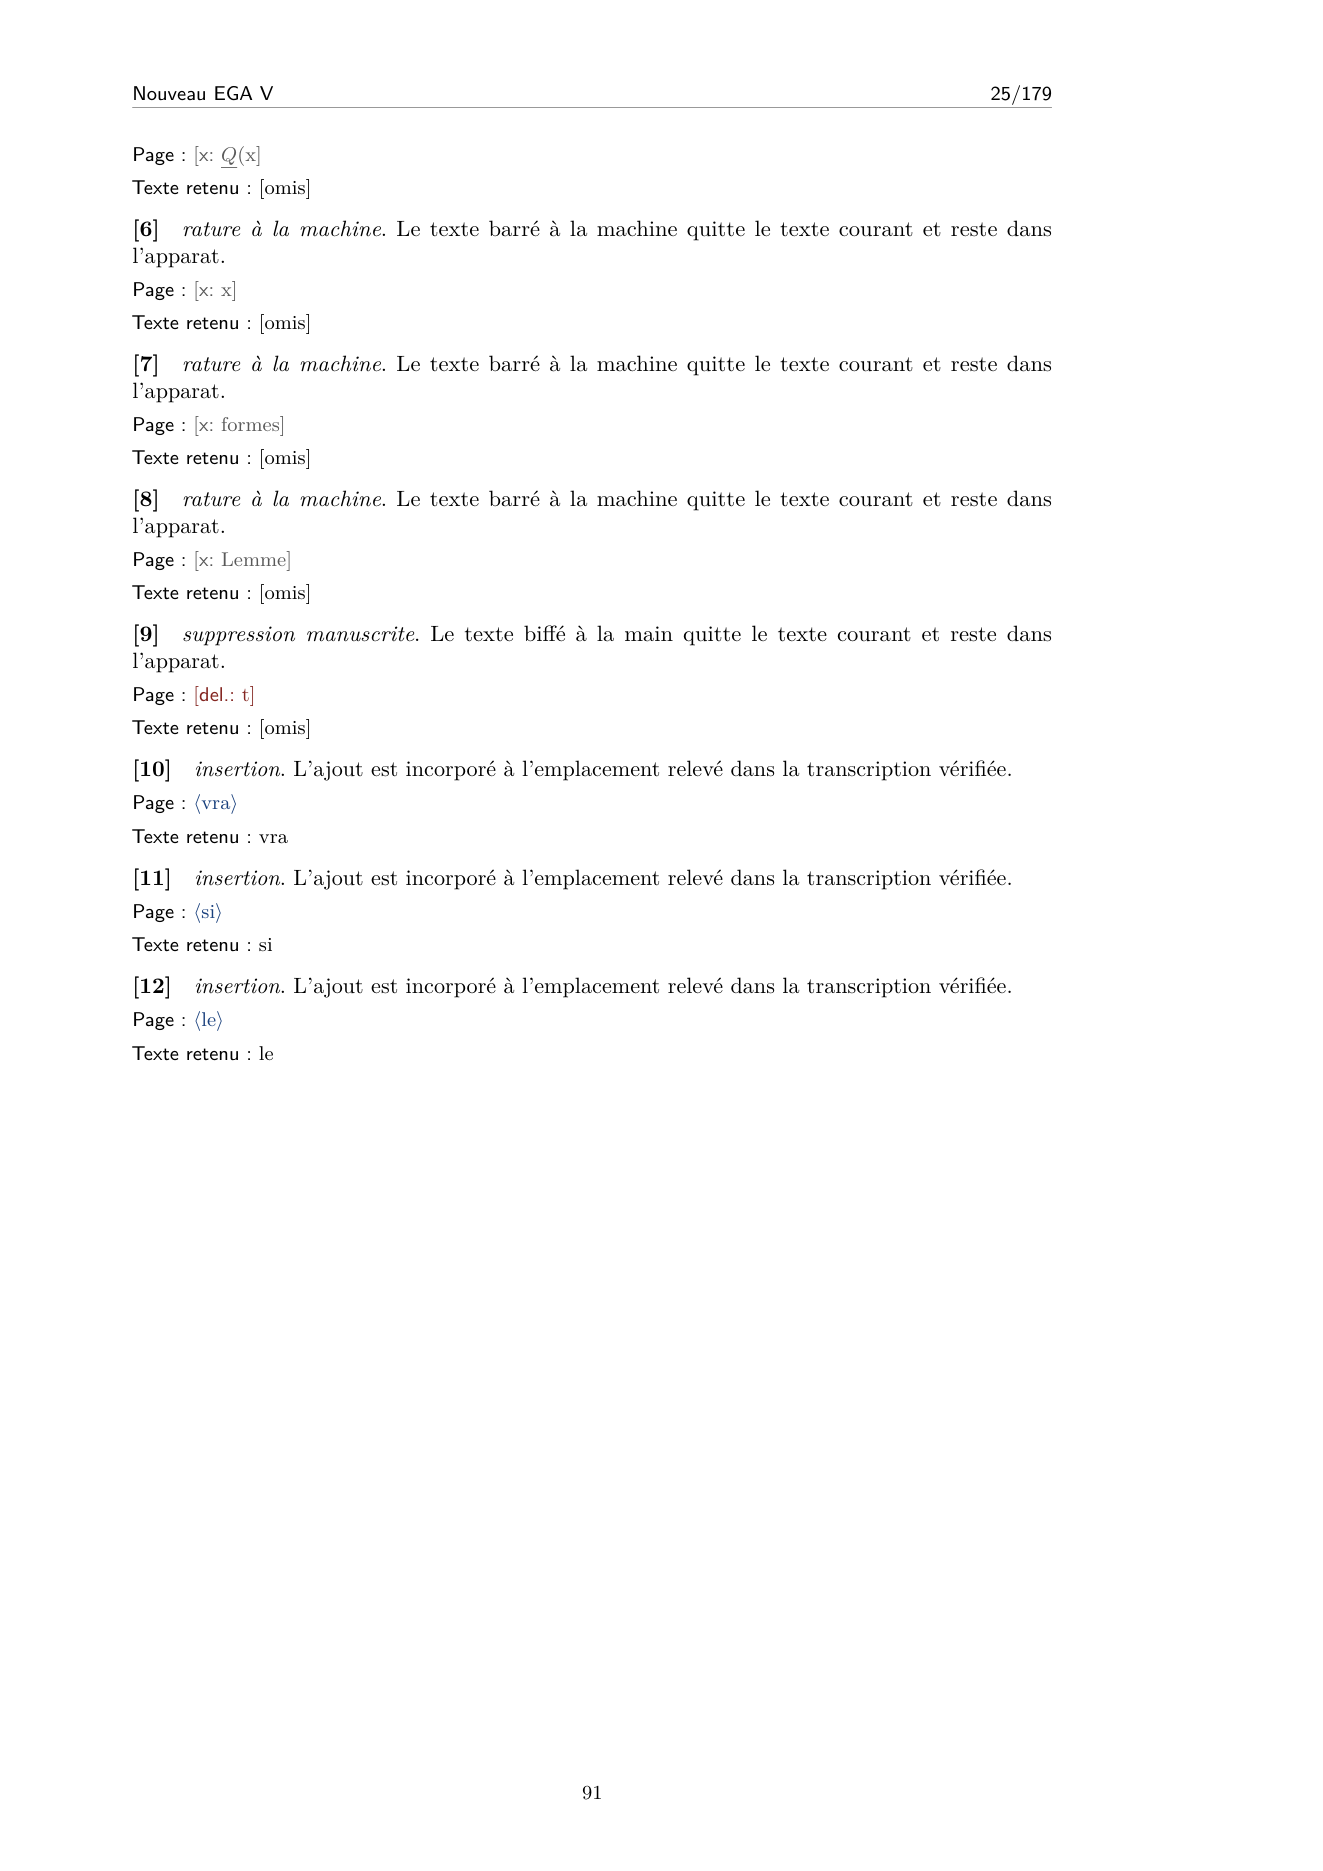 Nouveau EGA V 25/179
Page : [x: Q(x]
Texte retenu : [omis]
[6] rature à la machine. Le texte barré à la machine quitte le texte courant et reste dans
l'apparat.
Page : [x: x]
Texte retenu : [omis]
[7] rature à la machine. Le texte barré à la machine quitte le texte courant et reste dans
l'apparat.
Page : [x: formes]
Texte retenu : [omis]
[8] rature à la machine. Le texte barré à la machine quitte le texte courant et reste dans
l'apparat.
Page : [x: Lemme]
Texte retenu : [omis]
[9] suppression manuscrite. Le texte biffé à la main quitte le texte courant et reste dans
l'apparat.
Page : [del.: t]
Texte retenu : [omis]
[10] insertion. L'ajout est incorporé à l'emplacement relevé dans la transcription vérifiée.
Page : ⟨vra⟩
Texte retenu : vra
[11] insertion. L'ajout est incorporé à l'emplacement relevé dans la transcription vérifiée.
Page : ⟨si⟩
Texte retenu : si
[12] insertion. L'ajout est incorporé à l'emplacement relevé dans la transcription vérifiée.
Page : ⟨le⟩
Texte retenu : le
91